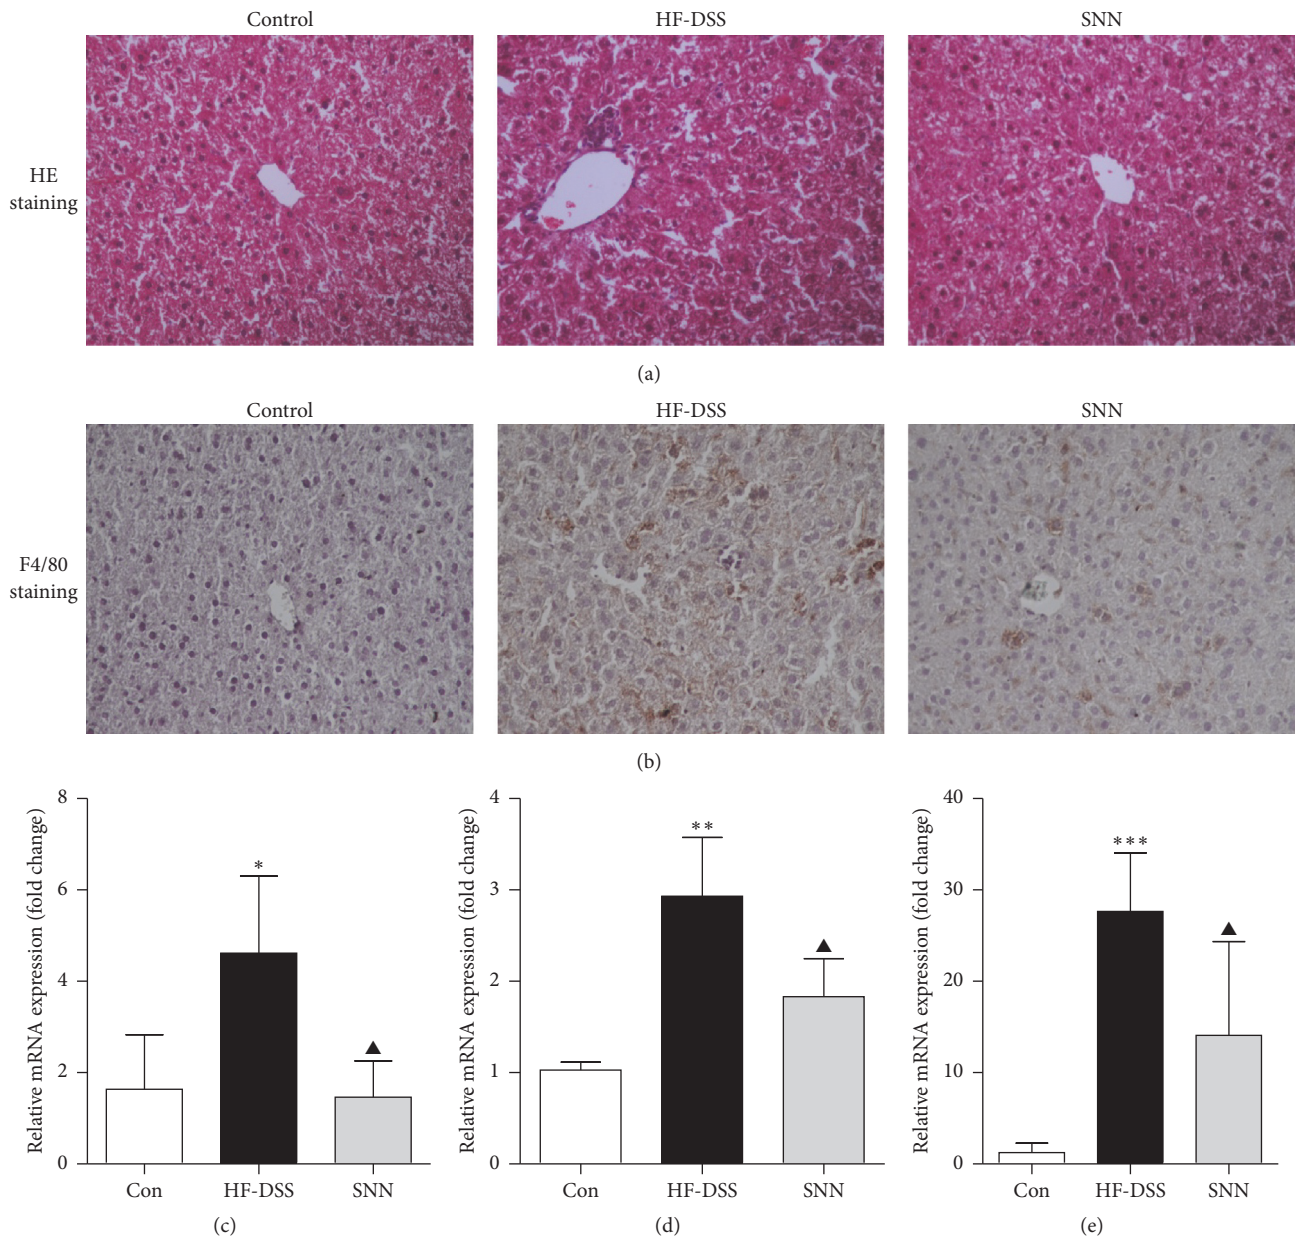 Control HF-DSS SNN
HE
staining
(a)
Control HF-DSS SNN
F4/80
staining
(b)
Relative mRNA expression (fold change)
8
6
4
2
0
*
▲
Con HF-DSS SNN
(c)
Relative mRNA expression (fold change)
4
3
2
1
0
**
▲
Con HF-DSS SNN
(d)
Relative mRNA expression (fold change)
40
30
20
10
0
***
▲
Con HF-DSS SNN
(e)